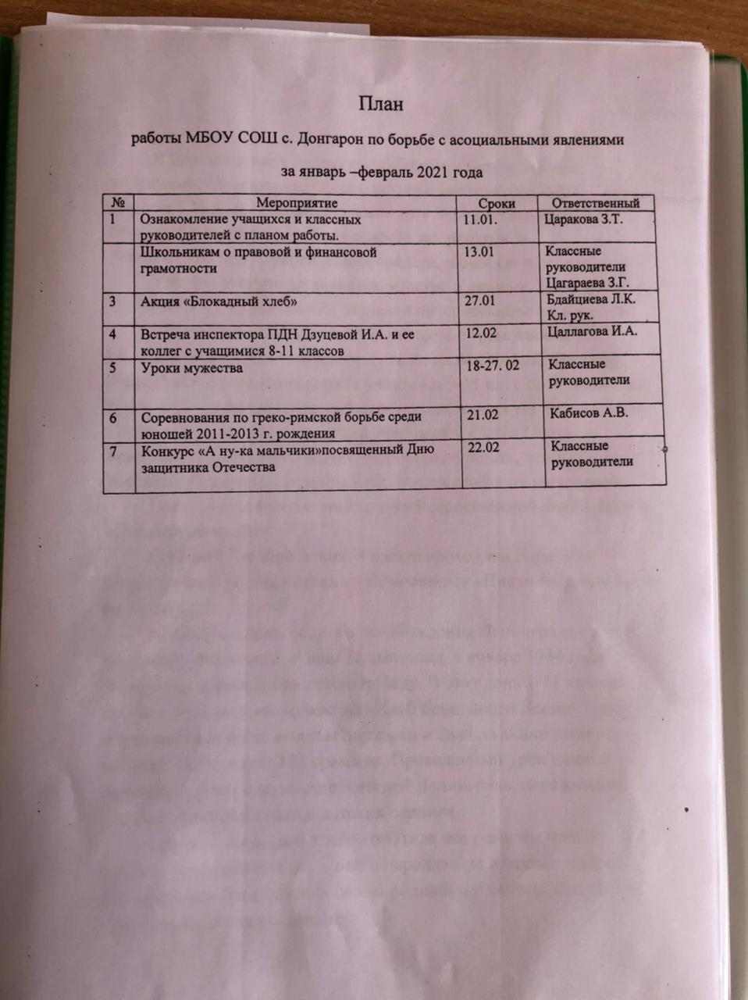 План
работы МБОУ СОШ с. Донгарон по борьбе с асоциальными явлениями
за январь –февраль 2021 года
№ Мероприятие Сроки Ответственный
1 Ознакомление учащихся и классных 11.01. Царакова З.Т.
руководителей с планом работы.
Школьникам о правовой и финансовой 13.01 Классные
грамотности руководители
Цагараева З.Г.
3 Акция «Блокадный хлеб» 27.01 Бдайциева Л.К.
Кл. рук.
4 Встреча инспектора ПДН Дзуцевой И.А. и ее 12.02 Цаллагова И.А.
коллег с учащимися 8-11 классов
5 Уроки мужества 18-27. 02 Классные
руководители
6 Соревнования по греко-римской борьбе среди 21.02 Кабисов А.В.
юношей 2011-2013 г. рождения
7 Конкурс «А ну-ка мальчики»посвященный Дню 22.02 Классные
защитника Отечества руководители